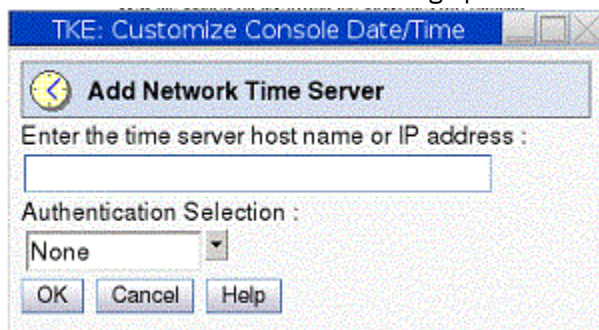 TKE: Customize Console Date/Time
Add Network Time Server
Enter the time server host name or IP address :
Authentication Selection :
None
OK Cancel Help